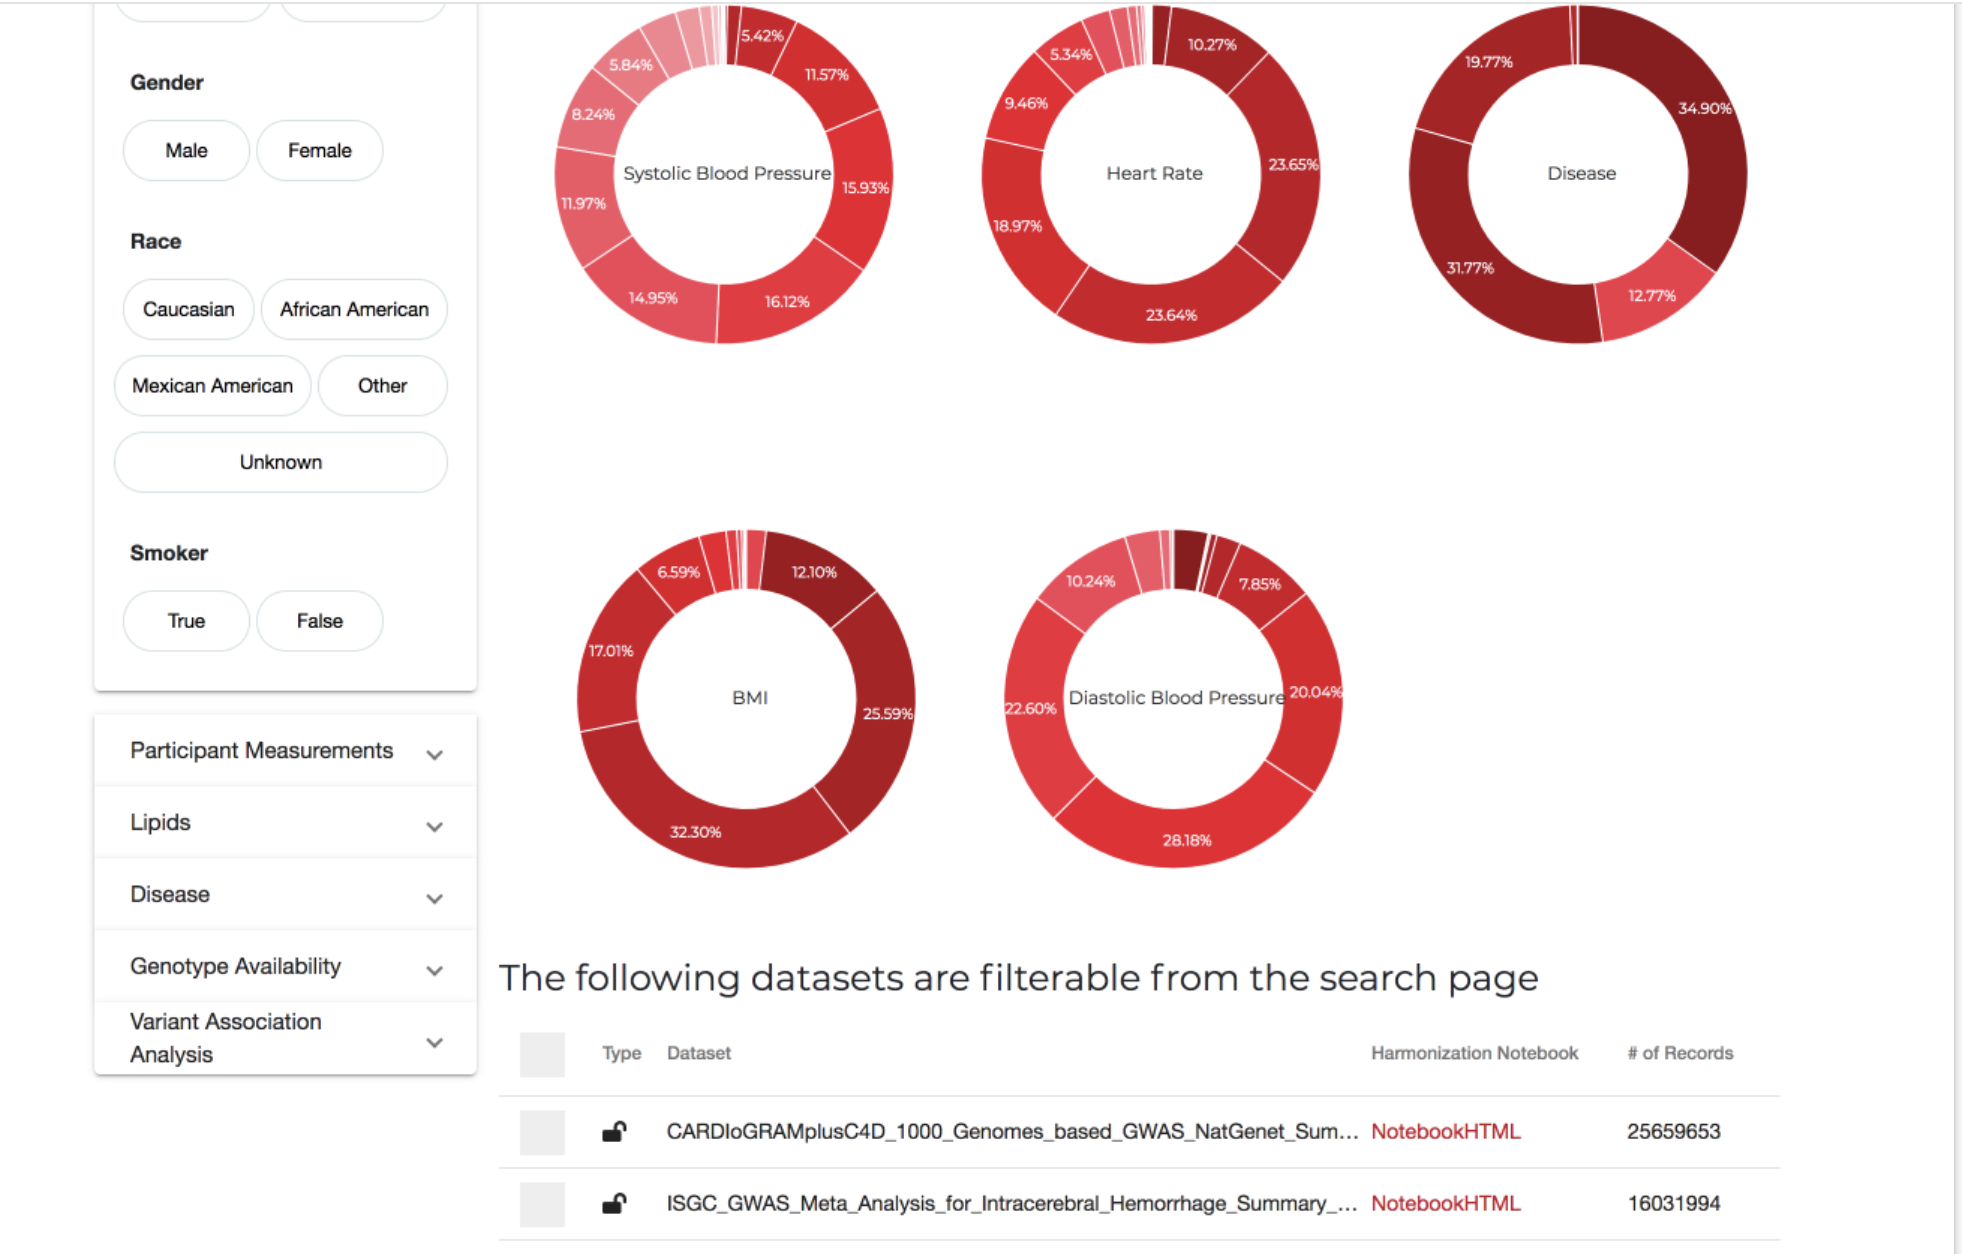 Gender
Male Female
Race
Caucasian African American
Mexican American Other
Unknown
Smoker
True False
Participant Measurements
Lipids
Disease
Genotype Availability
Variant Association
Analysis
5.42%
11.57%
15.93%
16.12%
14.95%
11.97%
8.24%
5.84%
Systolic Blood Pressure
10.27%
23.65%
23.64%
18.97%
9.46%
5.34%
Heart Rate
34.90%
12.77%
31.77%
19.77%
Disease
12.10%
25.59%
32.30%
17.01%
6.59%
BMI
7.85%
20.04%
28.18%
22.60%
10.24%
Diastolic Blood Pressure
The following datasets are filterable from the search page
Type Dataset Harmonization Notebook # of Records
CARDIoGRAMplusC4D_1000_Genomes_based_GWAS_NatGenet_Sum... NotebookHTML 25659653
ISGC_GWAS_Meta_Analysis_for_Intracerebral_Hemorrhage_Summary_... NotebookHTML 16031994